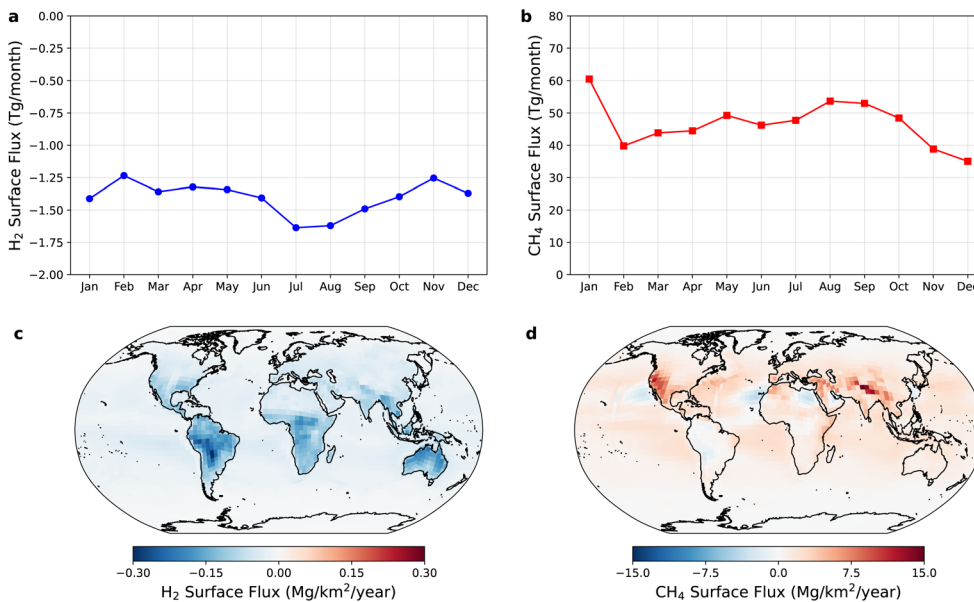 a
0.00
−0.25
−0.50
−0.75
−1.00
−1.25
−1.50
−1.75
−2.00
H₂ Surface Flux (Tg/month)
Jan Feb Mar Apr May Jun Jul Aug Sep Oct Nov Dec
b
80
70
60
50
40
30
20
10
0
CH₄ Surface Flux (Tg/month)
Jan Feb Mar Apr May Jun Jul Aug Sep Oct Nov Dec
c
−0.30 −0.15 0.00 0.15 0.30
H₂ Surface Flux (Mg/km²/year)
d
−15.0 −7.5 0.0 7.5 15.0
CH₄ Surface Flux (Mg/km²/year)